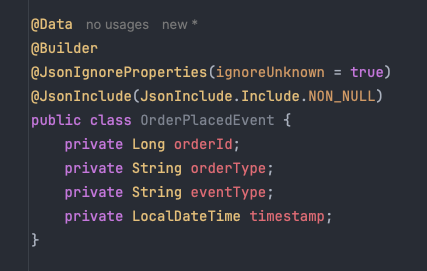 @Data no usages new *
@Builder
@JsonIgnoreProperties(ignoreUnknown = true)
@JsonInclude(JsonInclude.Include.NON_NULL)
public class OrderPlacedEvent {
    private Long orderId;
    private String orderType;
    private String eventType;
    private LocalDateTime timestamp;
}